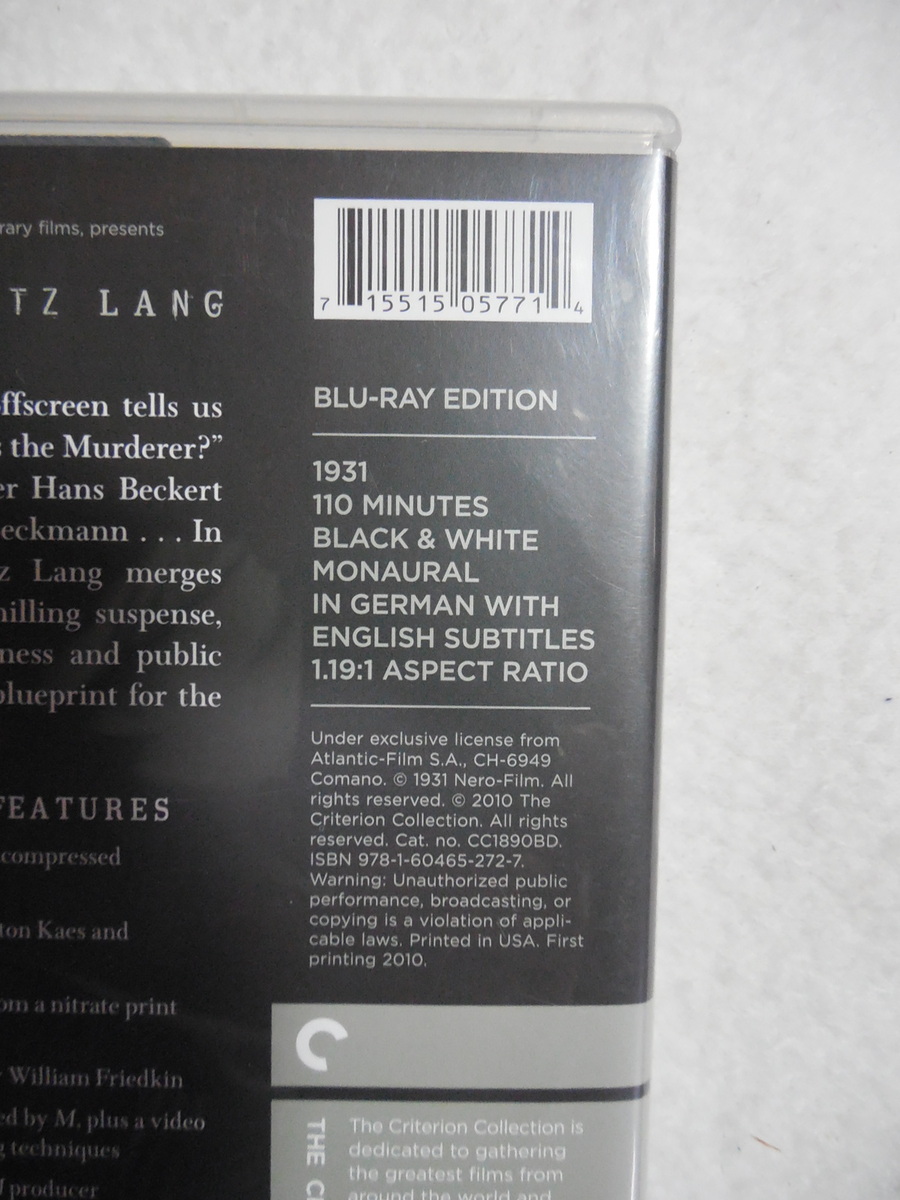 rary films, presents
TZ LANG
ffscreen tells us
the Murderer?"
er Hans Beckert
eckmann . . . In
z Lang merges
illing suspense,
ness and public
blueprint for the
FEATURES
compressed
ton Kaes and
om a nitrate print
William Friedkin
ed by M, plus a video
g techniques
producer
7 15515 05771 4
BLU-RAY EDITION
1931
110 MINUTES
BLACK & WHITE
MONAURAL
IN GERMAN WITH
ENGLISH SUBTITLES
1.19:1 ASPECT RATIO
Under exclusive license from
Atlantic-Film S.A., CH-6949
Comano. © 1931 Nero-Film. All
rights reserved. © 2010 The
Criterion Collection. All rights
reserved. Cat. no. CC1890BD.
ISBN 978-1-60465-272-7.
Warning: Unauthorized public
performance, broadcasting, or
copying is a violation of appli-
cable laws. Printed in USA. First
printing 2010.
THE
The Criterion Collection is
dedicated to gathering
the greatest films from
around the world and